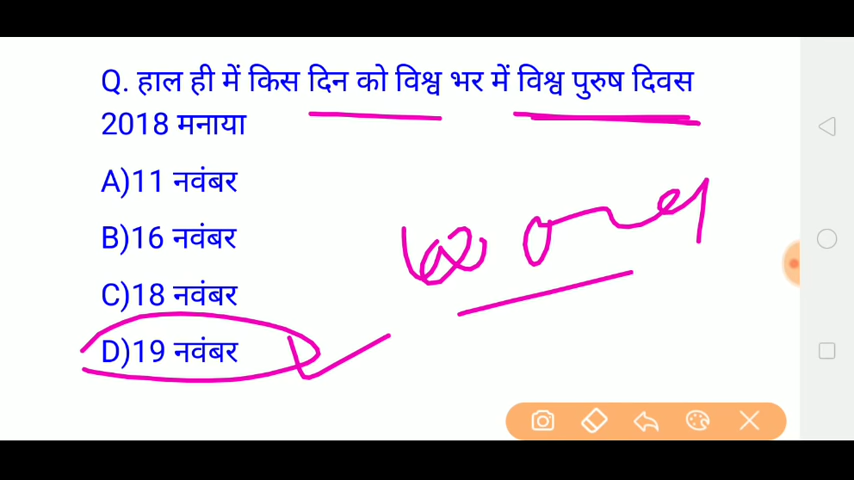 Q. हाल ही में किस दिन को विश्व भर में विश्व पुरुष दिवस
2018 मनाया
A)11 नवंबर
B)16 नवंबर
C)18 नवंबर
D)19 नवंबर